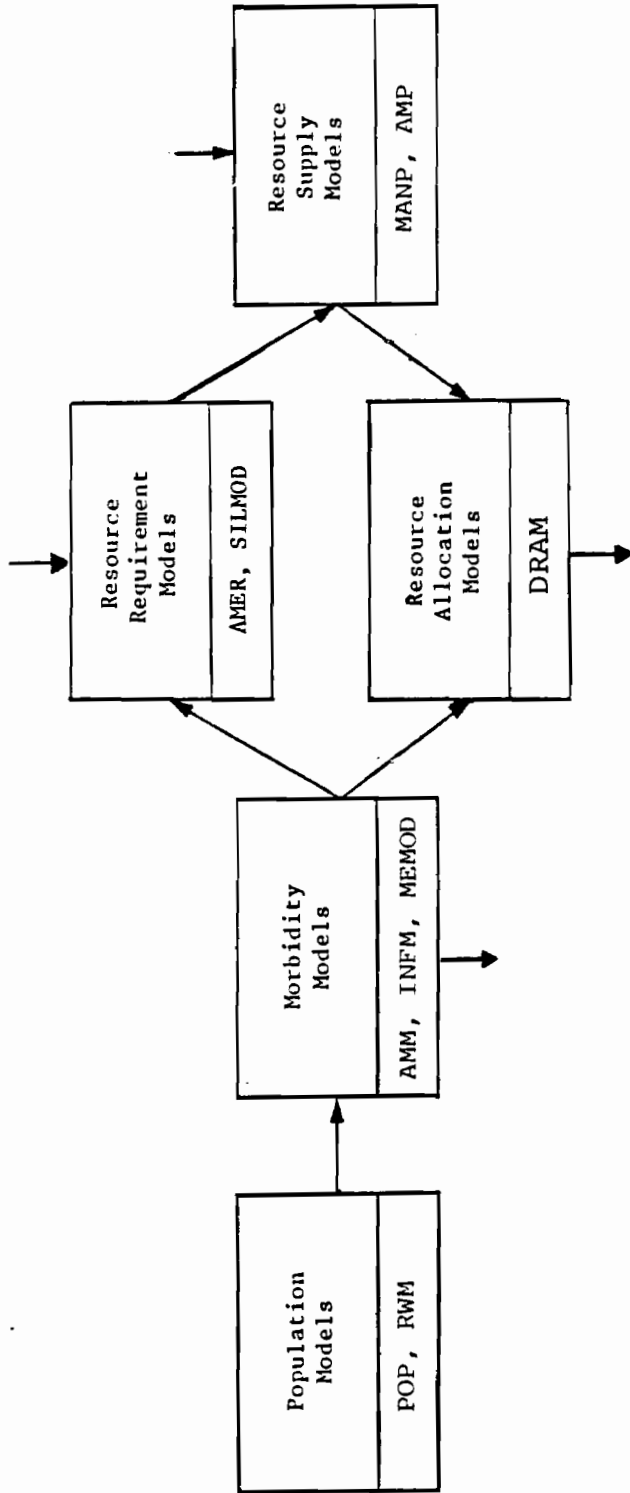 Population
Models
POP, RWM
Morbidity
Models
AMM, INFM, MEMOD
Resource
Requirement
Models
AMER, SILMOD
Resource
Allocation
Models
DRAM
Resource
Supply
Models
MANP, AMP